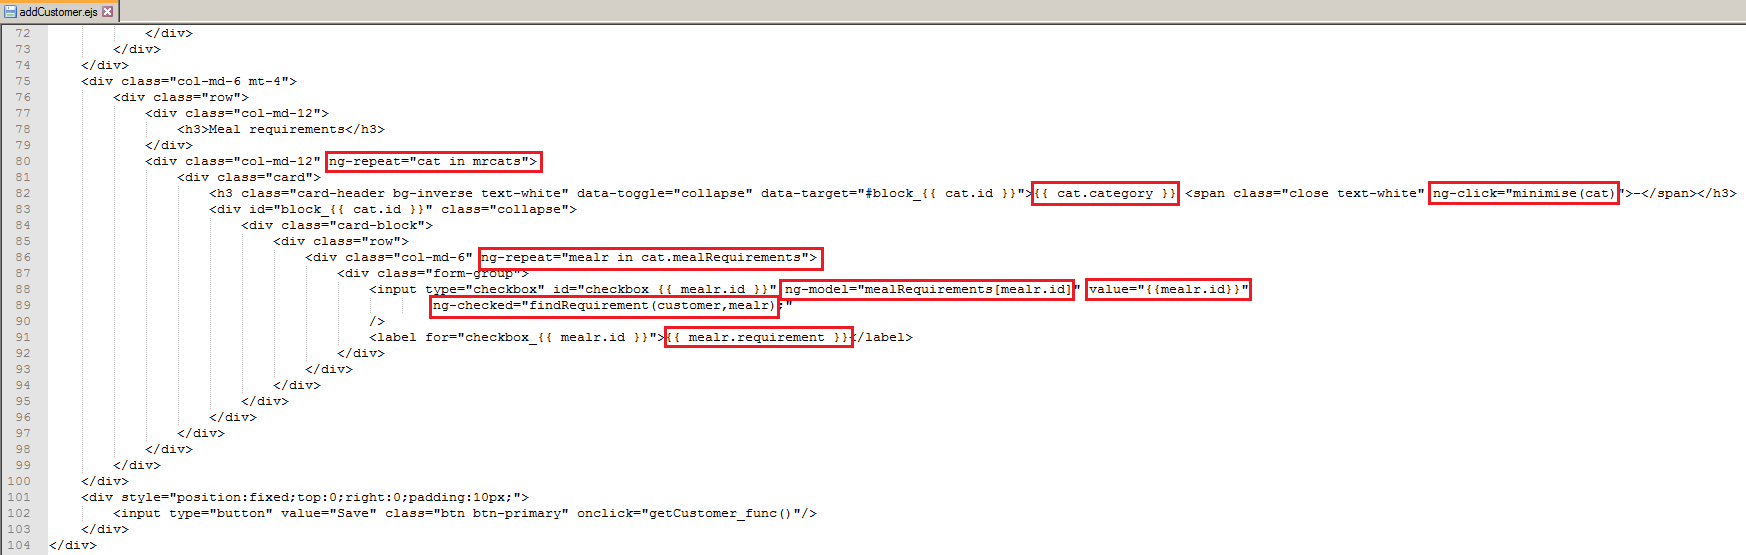 addCustomer.ejs
72 </div>
73 </div>
74 </div>
75 <div class="col-md-6 mt-4">
76 <div class="row">
77 <div class="col-md-12">
78 <h3>Meal requirements</h3>
79 </div>
80 <div class="col-md-12" ng-repeat="cat in mrcats">
81 <div class="card">
82 <h3 class="card-header bg-inverse text-white" data-toggle="collapse" data-target="#block_{{ cat.id }}">{{ cat.category }} <span class="close text-white" ng-click="minimise(cat)">-</span></h3>
83 <div id="block_{{ cat.id }}" class="collapse">
84 <div class="card-block">
85 <div class="row">
86 <div class="col-md-6" ng-repeat="mealr in cat.mealRequirements">
87 <div class="form-group">
88 <input type="checkbox" id="checkbox_{{ mealr.id }}" ng-model="mealRequirements[mealr.id]" value="{{mealr.id}}"
89 ng-checked="findRequirement(customer,mealr);"
90 />
91 <label for="checkbox_{{ mealr.id }}">{{ mealr.requirement }}</label>
92 </div>
93 </div>
94 </div>
95 </div>
96 </div>
97 </div>
98 </div>
99 </div>
100 </div>
101 <div style="position:fixed;top:0;right:0;padding:10px;">
102 <input type="button" value="Save" class="btn btn-primary" onclick="getCustomer_func()"/>
103 </div>
104 </div>